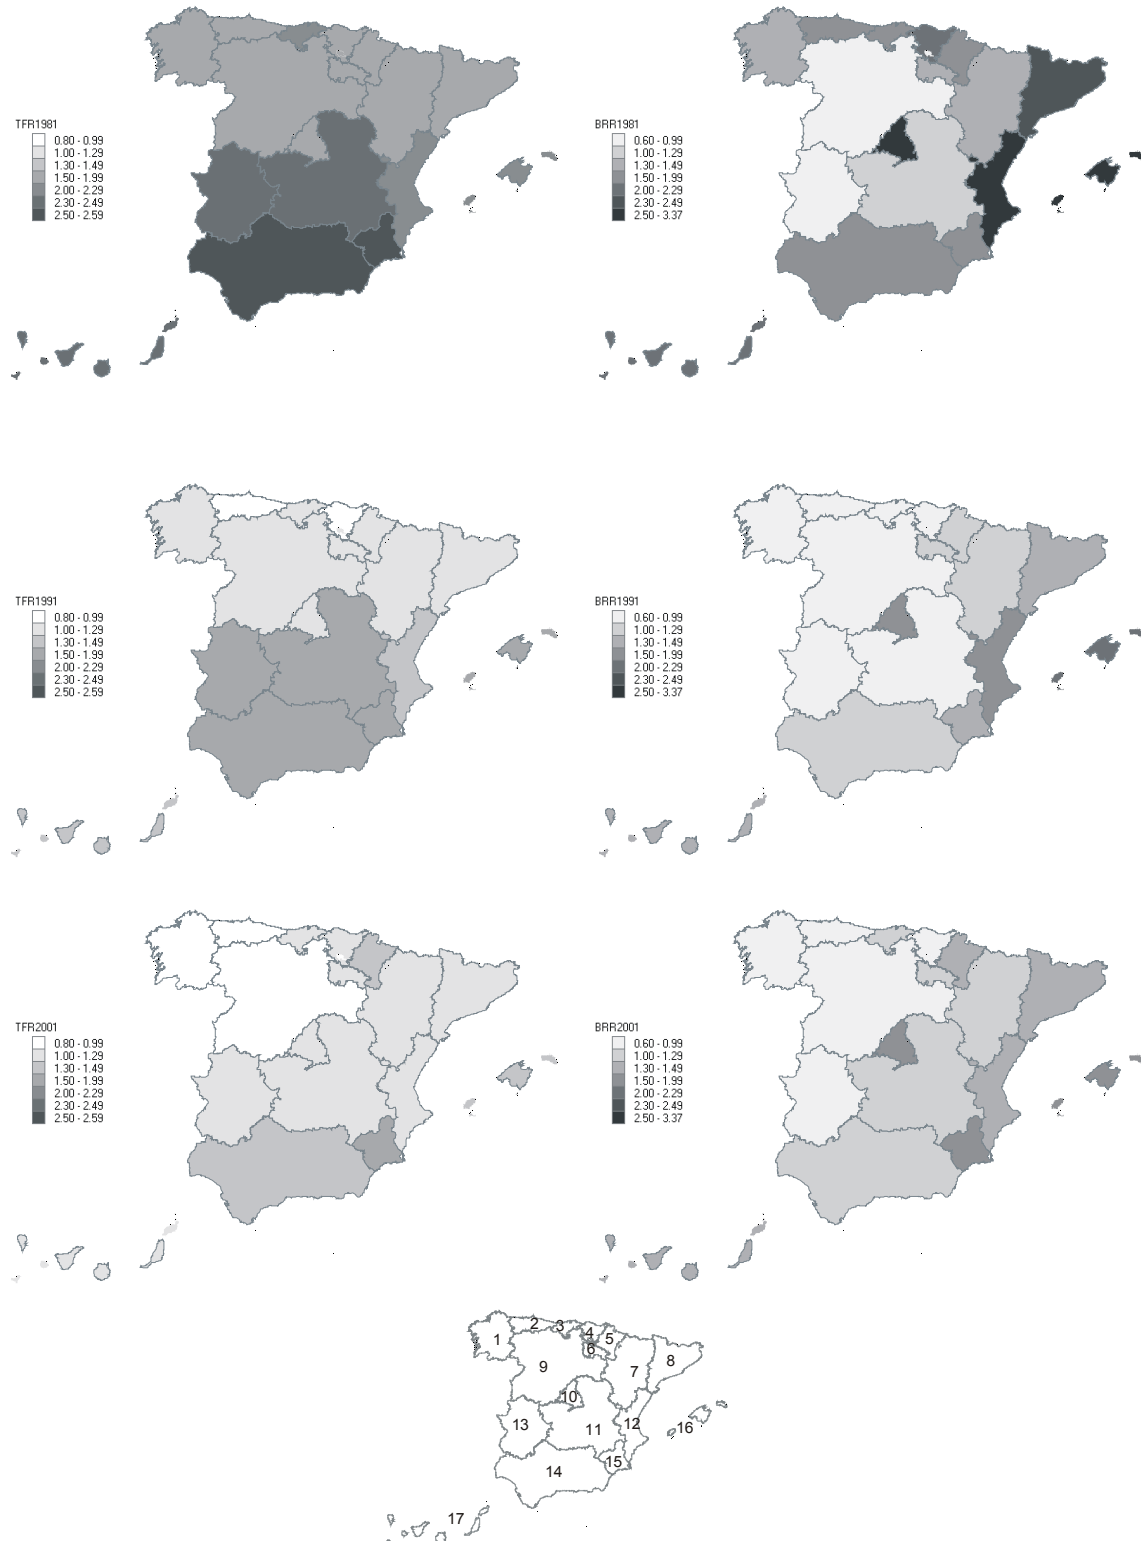 TFR1981
0.80 - 0.99
1.00 - 1.29
1.30 - 1.49
1.50 - 1.99
2.00 - 2.29
2.30 - 2.49
2.50 - 2.59
BRR1981
0.60 - 0.99
1.00 - 1.29
1.30 - 1.49
1.50 - 1.99
2.00 - 2.29
2.30 - 2.49
2.50 - 3.37
TFR1991
0.80 - 0.99
1.00 - 1.29
1.30 - 1.49
1.50 - 1.99
2.00 - 2.29
2.30 - 2.49
2.50 - 2.59
BRR1991
0.60 - 0.99
1.00 - 1.29
1.30 - 1.49
1.50 - 1.99
2.00 - 2.29
2.30 - 2.49
2.50 - 3.37
TFR2001
0.80 - 0.99
1.00 - 1.29
1.30 - 1.49
1.50 - 1.99
2.00 - 2.29
2.30 - 2.49
2.50 - 2.59
BRR2001
0.60 - 0.99
1.00 - 1.29
1.30 - 1.49
1.50 - 1.99
2.00 - 2.29
2.30 - 2.49
2.50 - 3.37
1
2
3
4
5
6
7
8
9
10
11
12
13
14
15
16
17